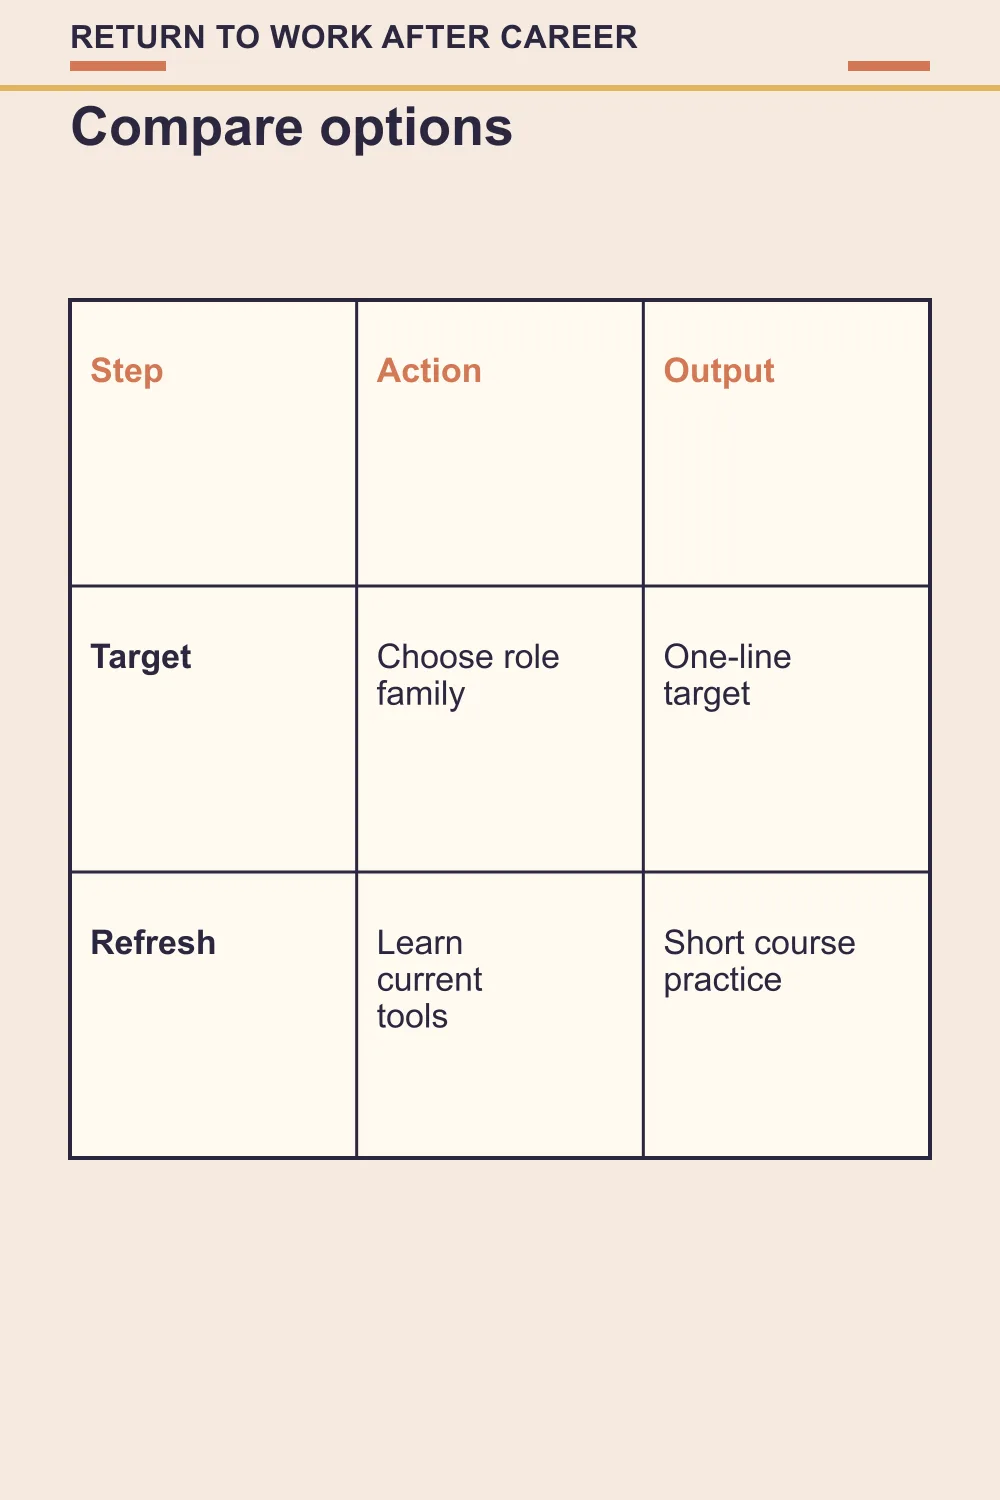 RETURN TO WORK AFTER CAREER
Compare options
Step
Action
Output
Target
Choose role
family
One-line
target
Refresh
Learn
current
tools
Short course
practice